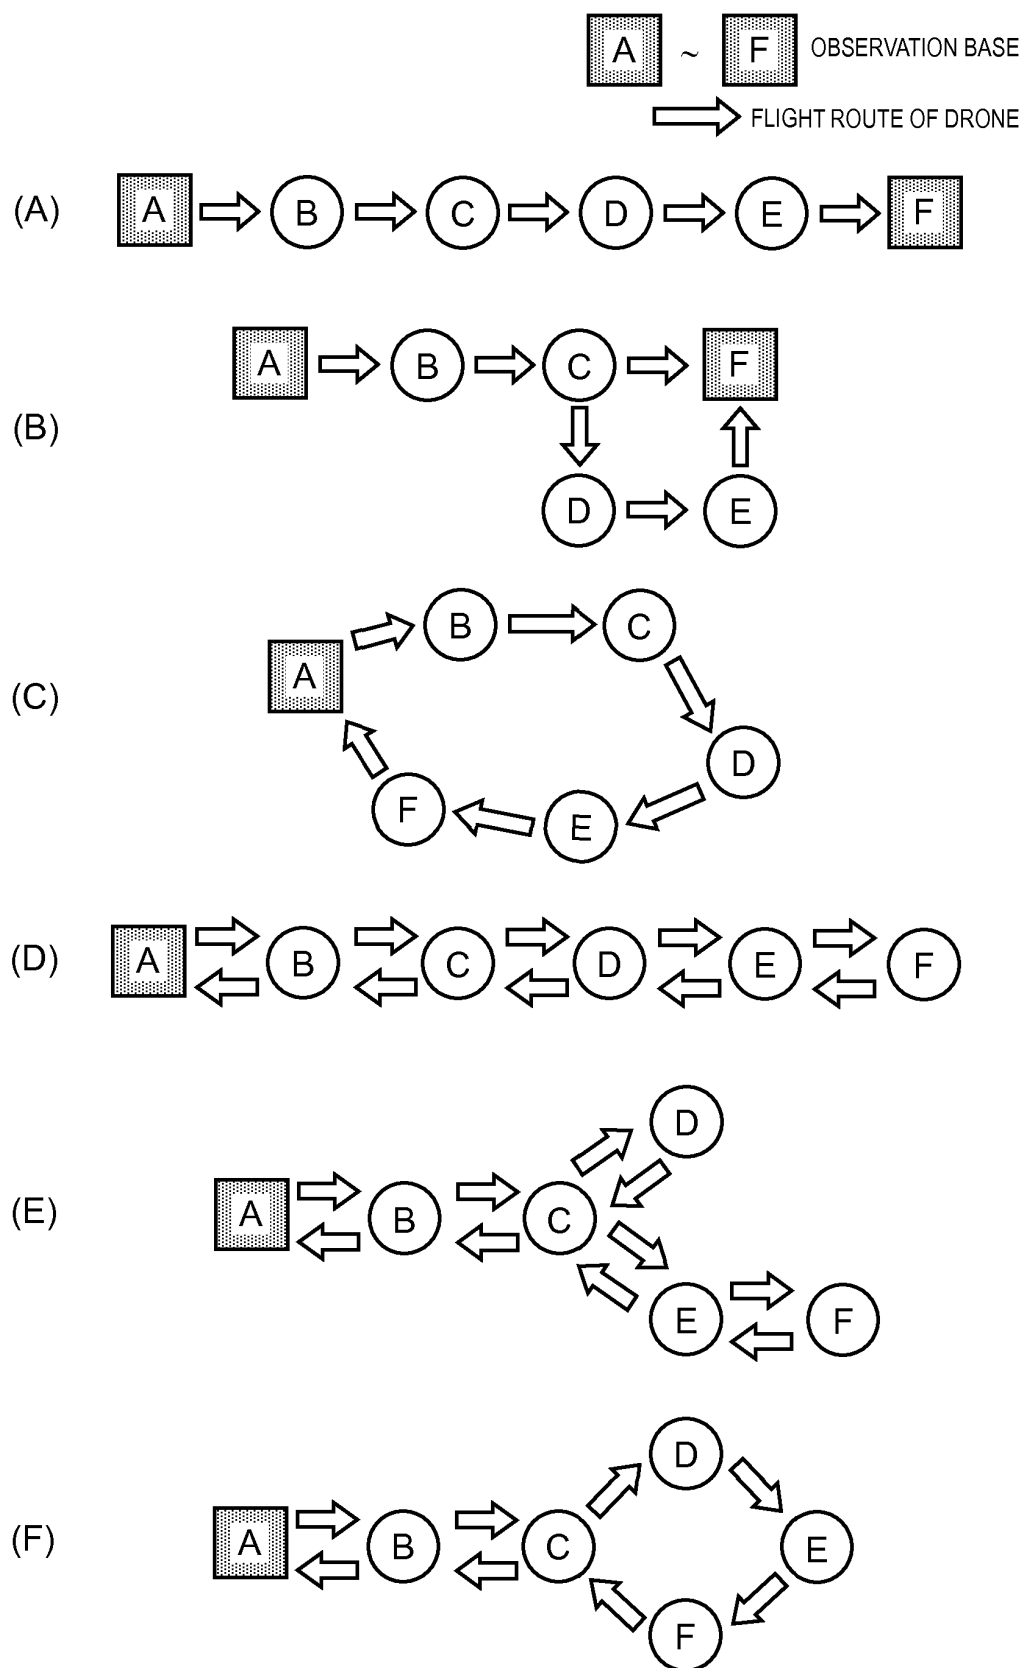 A ~ F OBSERVATION BASE
FLIGHT ROUTE OF DRONE
(A) A B C D E F
(B) A B C F
D E
(C) A B C
D
F E
(D) A B C D E F
(E) A B C D
E F
(F) A B C D
E
F